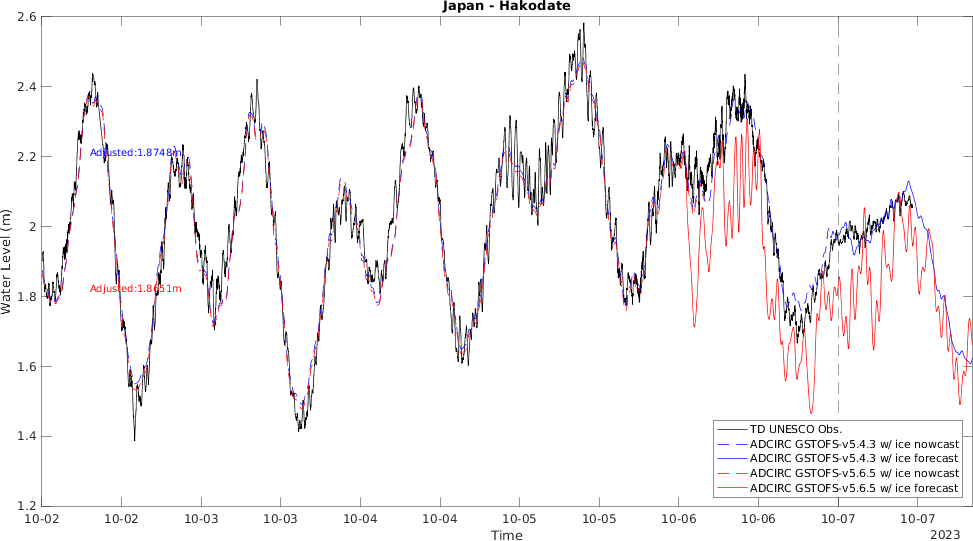 Japan - Hakodate
2.6
2.4
2.2
2
1.8
1.6
1.4
1.2
Water Level (m)
Adjusted:1.8748m
Adjusted:1.8651m
TD UNESCO Obs.
ADCIRC GSTOFS-v5.4.3 w/ ice nowcast
ADCIRC GSTOFS-v5.4.3 w/ ice forecast
ADCIRC GSTOFS-v5.6.5 w/ ice nowcast
ADCIRC GSTOFS-v5.6.5 w/ ice forecast
10-02 10-02 10-03 10-03 10-04 10-04 10-05 10-05 10-06 10-06 10-07 10-07
Time
2023